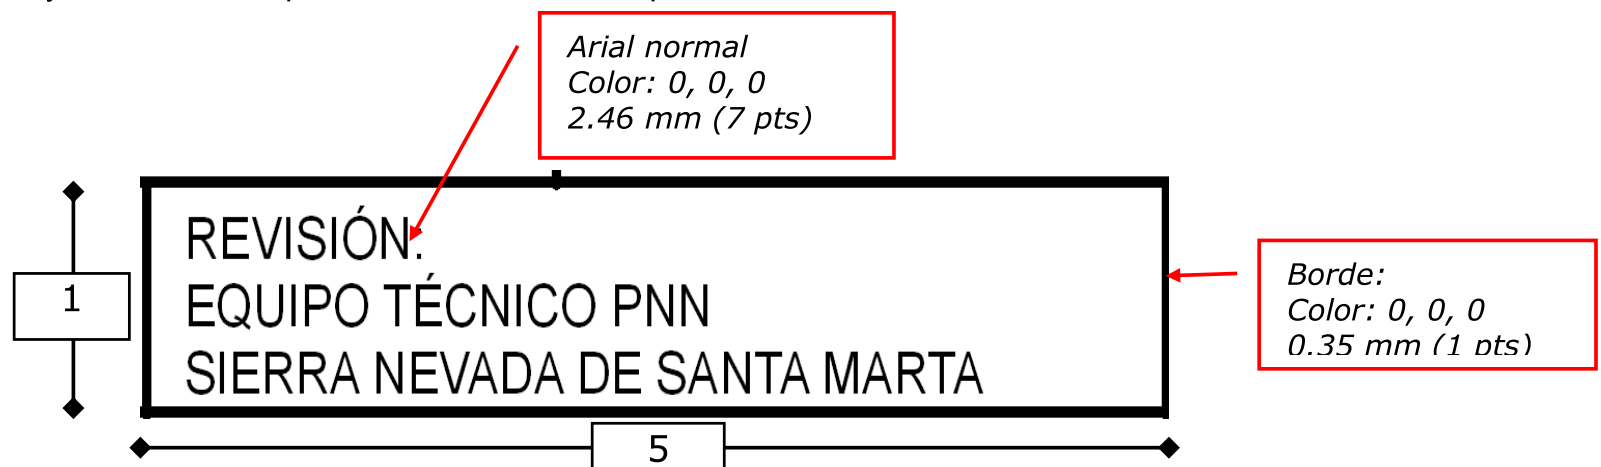 Arial normal
Color: 0, 0, 0
2.46 mm (7 pts)
REVISIÓN:
EQUIPO TÉCNICO PNN
SIERRA NEVADA DE SANTA MARTA
1
Borde:
Color: 0, 0, 0
0.35 mm (1 pts)
5